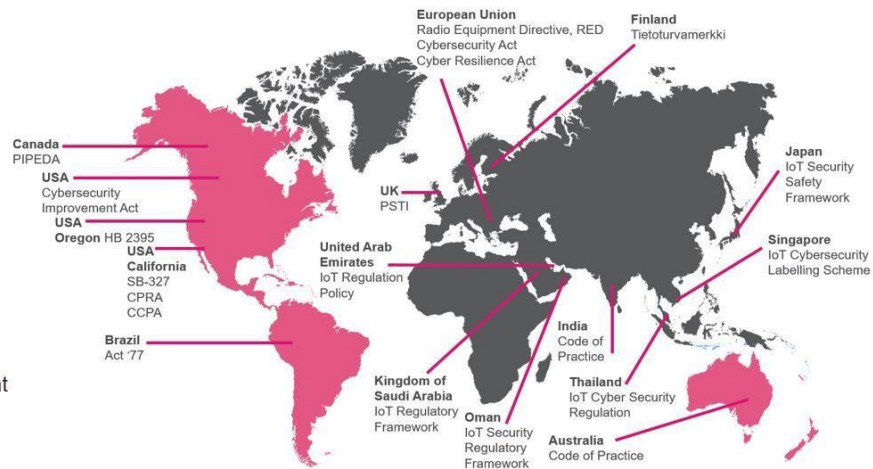 European Union
Radio Equipment Directive, RED
Cybersecurity Act
Cyber Resilience Act
Finland
Tietoturvamerkki
Canada
PIPEDA
USA
Cybersecurity
Improvement Act
USA
Oregon HB 2395
USA
California
SB-327
CPRA
CCPA
Brazil
Act ‘77
UK
PSTI
United Arab
Emirates
IoT Regulation
Policy
Kingdom of
Saudi Arabia
IoT Regulatory
Framework
Oman
IoT Security
Regulatory
Framework
India
Code of
Practice
Thailand
IoT Cyber Security
Regulation
Australia
Code of Practice
Japan
IoT Security
Safety
Framework
Singapore
IoT Cybersecurity
Labelling Scheme
nt